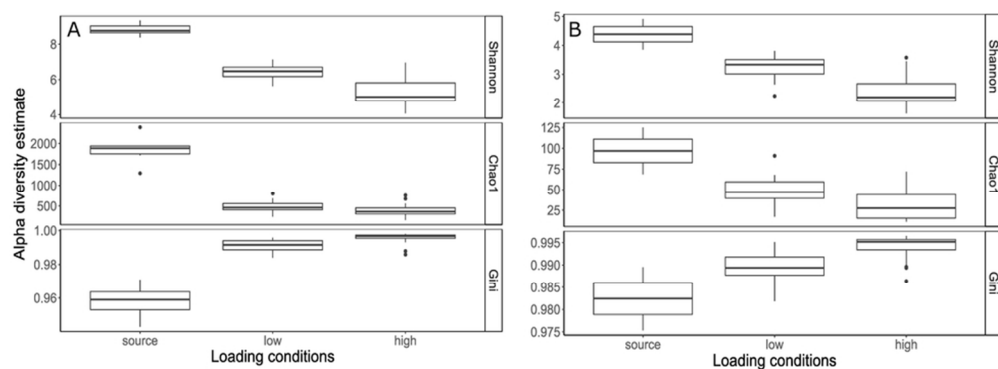 A
Alpha diversity estimate
8
6
4
Shannon
2000
1500
1000
500
Chao1
1.00
0.98
0.96
Gini
source low high
Loading conditions
B
5
4
3
2
Shannon
125
100
75
50
25
Chao1
0.995
0.990
0.985
0.980
0.975
Gini
source low high
Loading conditions